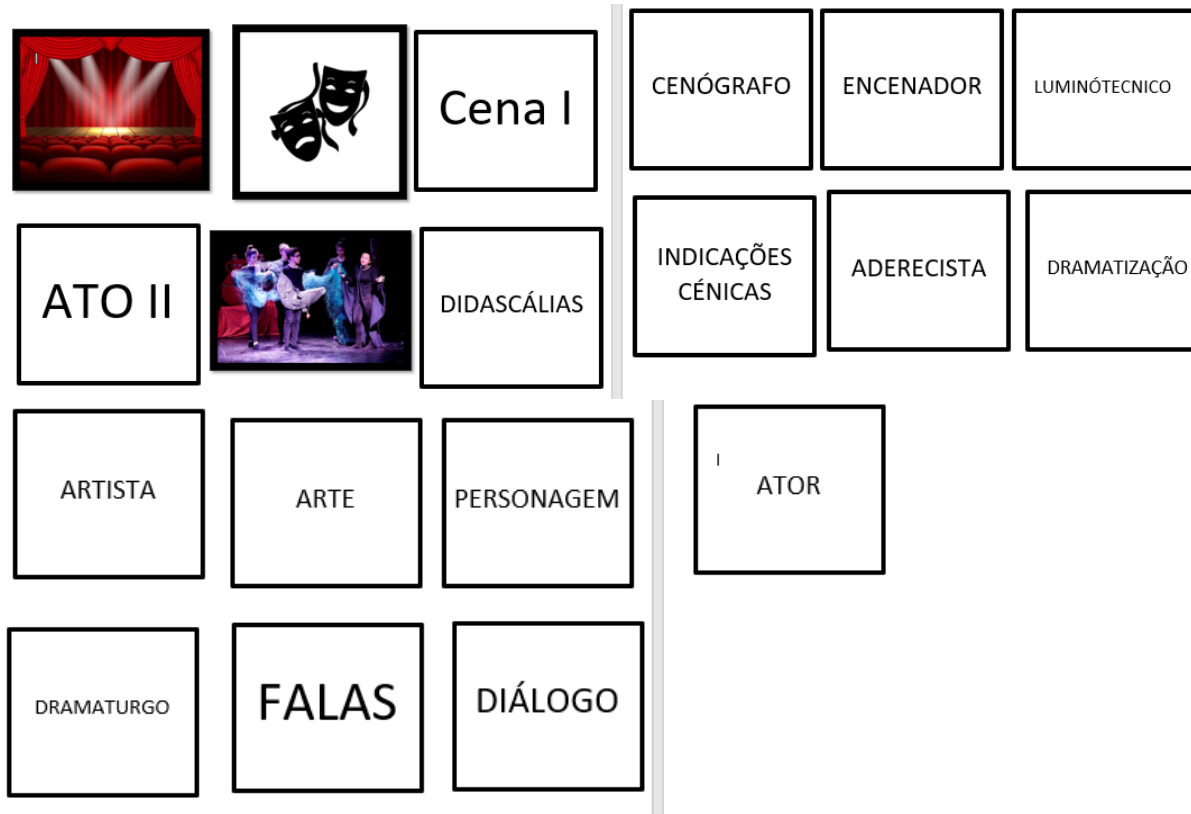 Cena I
CENÓGRAFO
ENCENADOR
LUMINÓTECNICO
ATO II
DIDASCÁLIAS
INDICAÇÕES
CÉNICAS
ADERECISTA
DRAMATIZAÇÃO
ARTISTA
ARTE
PERSONAGEM
ATOR
DRAMATURGO
FALAS
DIÁLOGO